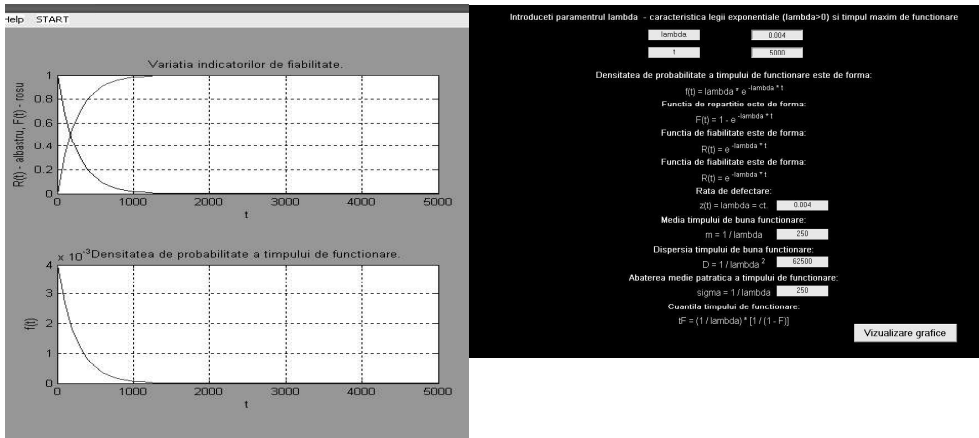 Help START
Variatia indicatorilor de fiabilitate.
R(t) - albastru, F(t) - rosu
1
0.8
0.6
0.4
0.2
0
0 1000 2000 3000 4000 5000
t
x 10^-3 Densitatea de probabilitate a timpului de functionare.
f(t)
4
3
2
1
0
0 1000 2000 3000 4000 5000
t
Introduceti paramentrul lambda - caracteristica legii exponentiale (lambda>0) si timpul maxim de functionare
lambda 0.004
1 5000
Densitatea de probabilitate a timpului de functionare este de forma:
f(t) = lambda * e ^-lambda * t
Functia de repartitie este de forma:
F(t) = 1 - e ^-lambda * t
Functia de fiabilitate este de forma:
R(t) = e ^-lambda * t
Functia de fiabilitate este de forma:
R(t) = e ^-lambda * t
Rata de defectare:
z(t) = lambda = ct. 0.004
Media timpului de buna functionare:
m = 1 / lambda 250
Dispersia timpului de buna functionare:
D = 1 / lambda ^2 62500
Abaterea medie patratica a timpului de functionare:
sigma = 1 / lambda 250
Cuantila timpului de functionare:
tF = (1 / lambda) * [1 / (1 - F)]
Vizualizare grafice